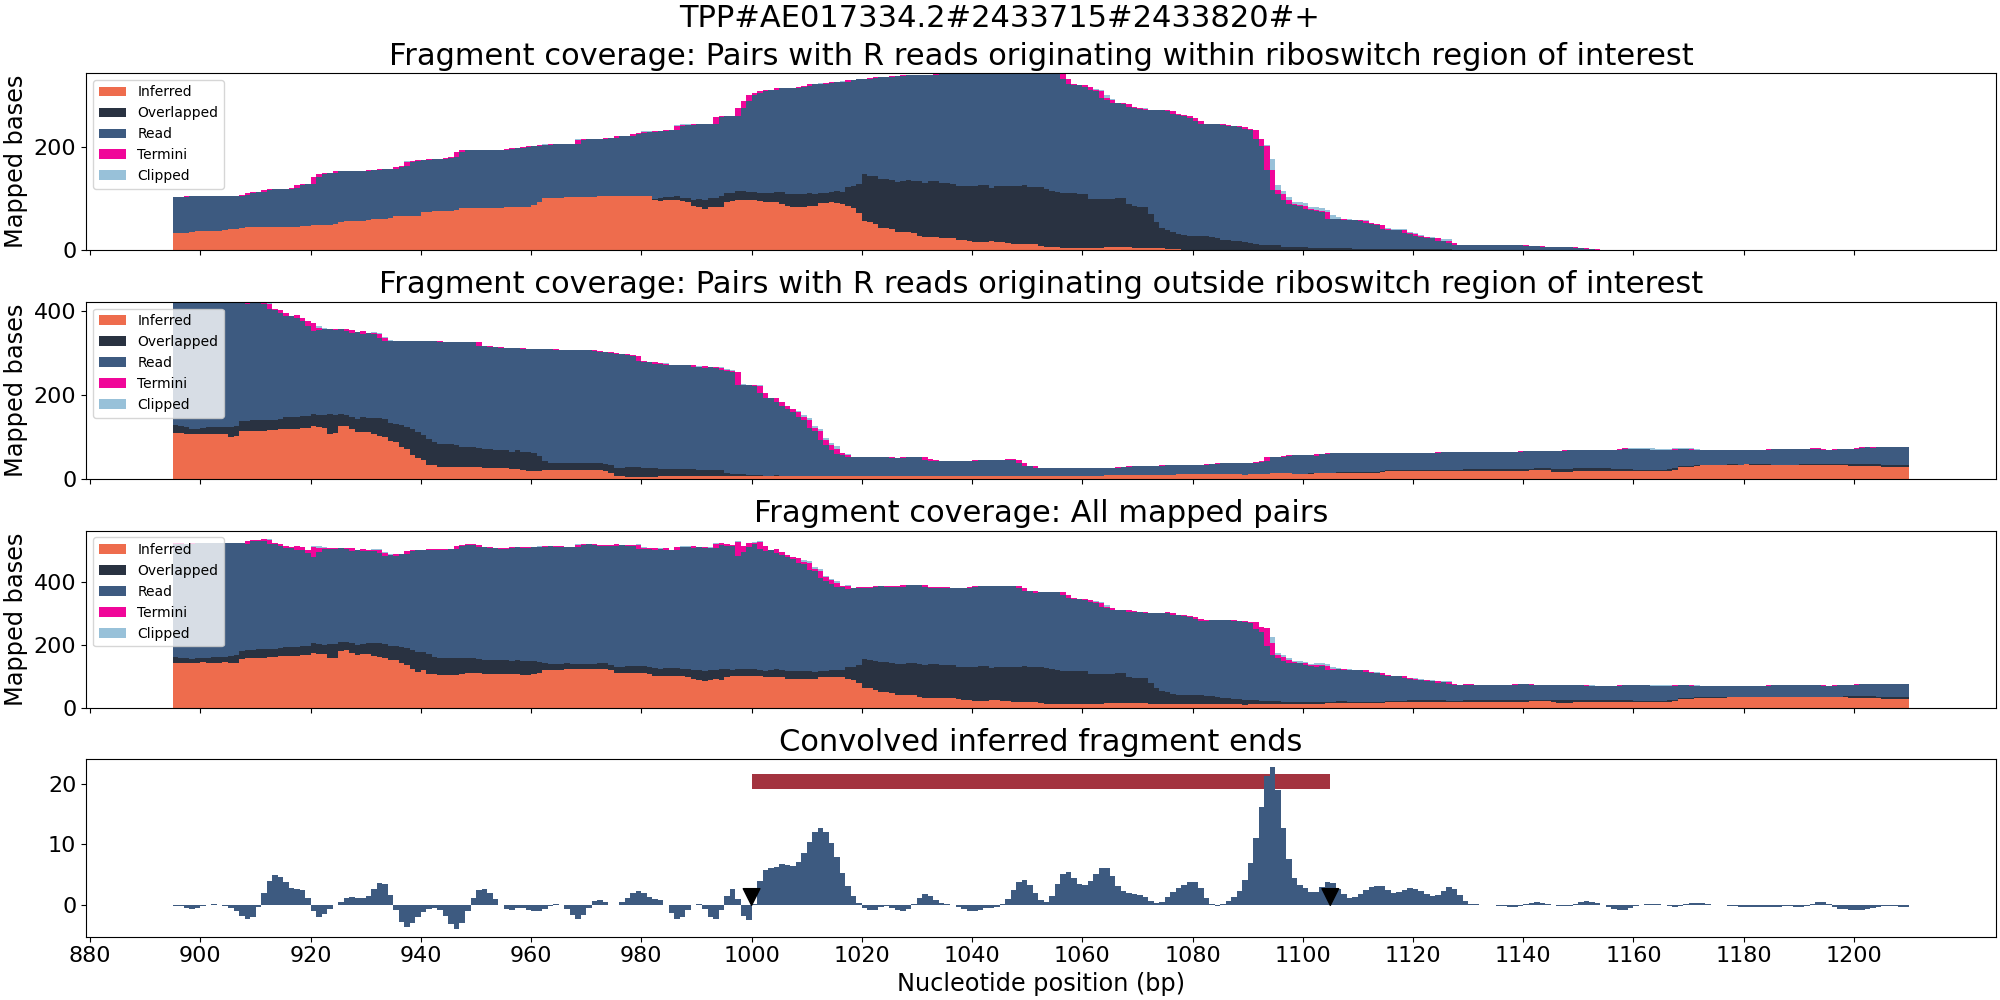 TPP#AE017334.2#2433715#2433820#+
Fragment coverage: Pairs with R reads originating within riboswitch region of interest
Mapped bases
200
0
Inferred
Overlapped
Read
Termini
Clipped
Fragment coverage: Pairs with R reads originating outside riboswitch region of interest
Mapped bases
400
200
0
Inferred
Overlapped
Read
Termini
Clipped
Fragment coverage: All mapped pairs
Mapped bases
400
200
0
Inferred
Overlapped
Read
Termini
Clipped
Convolved inferred fragment ends
20
10
0
880 900 920 940 960 980 1000 1020 1040 1060 1080 1100 1120 1140 1160 1180 1200
Nucleotide position (bp)